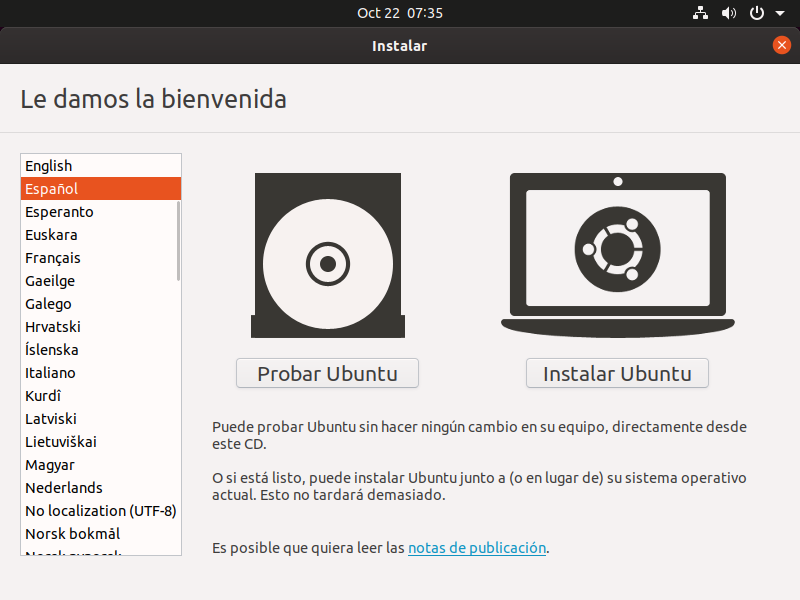 Oct 22 07:35
Instalar
Le damos la bienvenida
English
Español
Esperanto
Euskara
Français
Gaeilge
Galego
Hrvatski
Íslenska
Italiano
Kurdî
Latviski
Lietuviškai
Magyar
Nederlands
No localization (UTF-8)
Norsk bokmål
Probar Ubuntu
Instalar Ubuntu
Puede probar Ubuntu sin hacer ningún cambio en su equipo, directamente desde
este CD.
O si está listo, puede instalar Ubuntu junto a (o en lugar de) su sistema operativo
actual. Esto no tardará demasiado.
Es posible que quiera leer las notas de publicación.